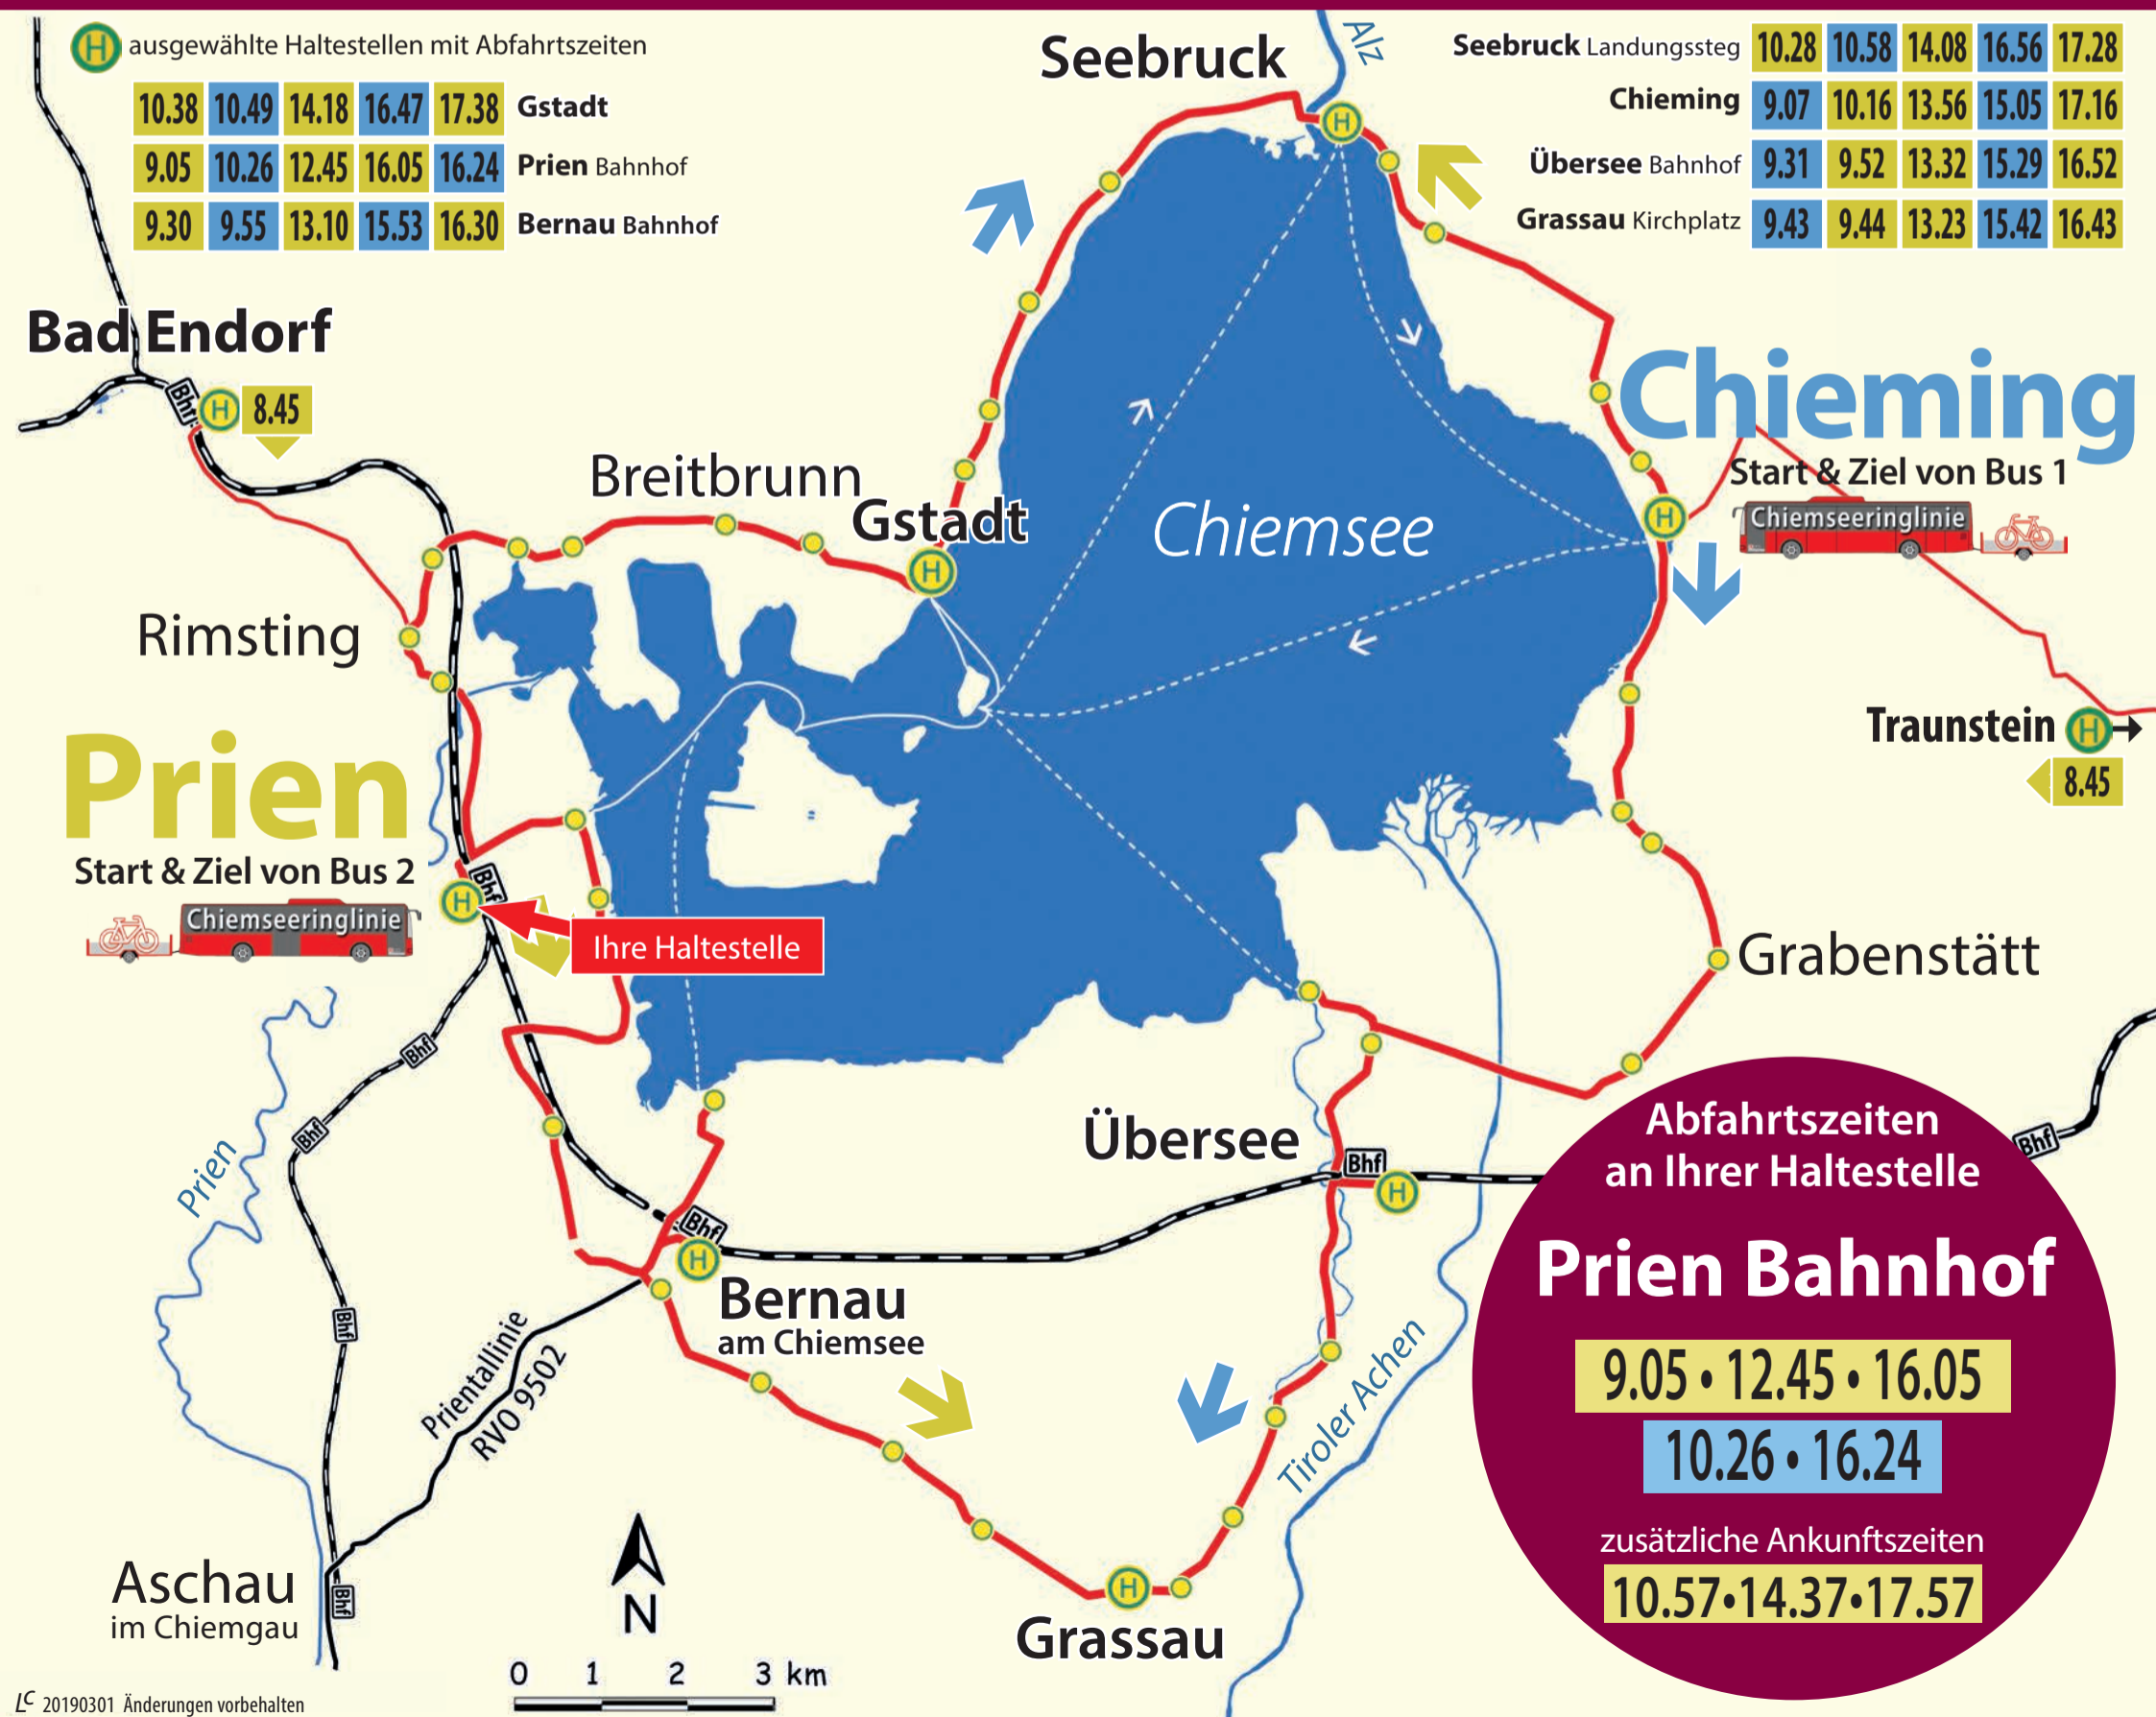 H ausgewählte Haltestellen mit Abfahrtszeiten
10.38 10.49 14.18 16.47 17.38 Gstadt
9.05 10.26 12.45 16.05 16.24 Prien Bahnhof
9.30 9.55 13.10 15.53 16.30 Bernau Bahnhof
Seebruck
Alz
Seebruck Landungssteg 10.28 10.58 14.08 16.56 17.28
Chieming 9.07 10.16 13.56 15.05 17.16
Übersee Bahnhof 9.31 9.52 13.32 15.29 16.52
Grassau Kirchplatz 9.43 9.44 13.23 15.42 16.43
H
Bad Endorf
Bhf H 8.45
Chieming
Start & Ziel von Bus 1
Chiemseeringlinie
H
Breitbrunn
Gstadt
H
Chiemsee
Rimsting
Traunstein H
8.45
Prien
Start & Ziel von Bus 2
Chiemseeringlinie
Bhf
H
Ihre Haltestelle
Grabenstätt
Bhf
Bhf
Prien
Übersee
Bhf
H
Bhf
Bhf
H
Bernau
am Chiemsee
Bhf
Prientallinie
RVO 9502
Tiroler Achen
Abfahrtszeiten
an Ihrer Haltestelle
Prien Bahnhof
9.05 • 12.45 • 16.05
10.26 • 16.24
zusätzliche Ankunftszeiten
10.57•14.37•17.57
Aschau
im Chiemgau
Bhf
N
H
Grassau
0 1 2 3 km
LC 20190301 Änderungen vorbehalten